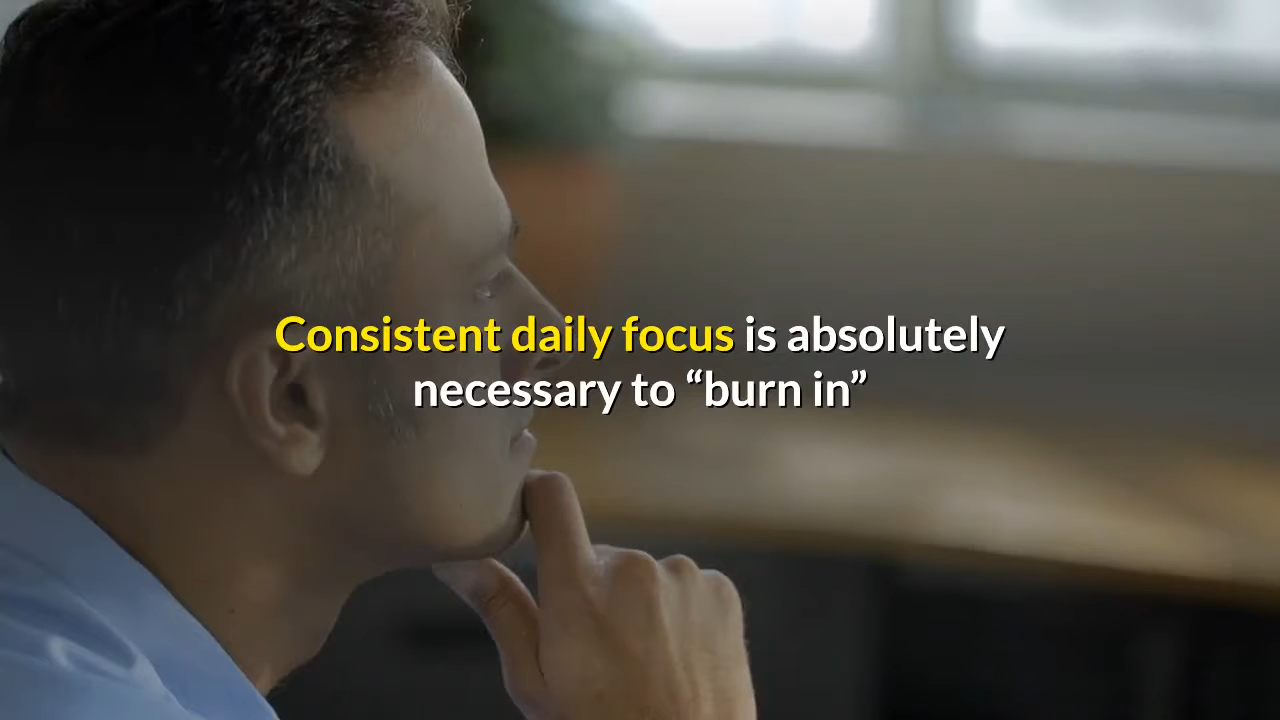 Consistent daily focus is absolutely
necessary to “burn in”